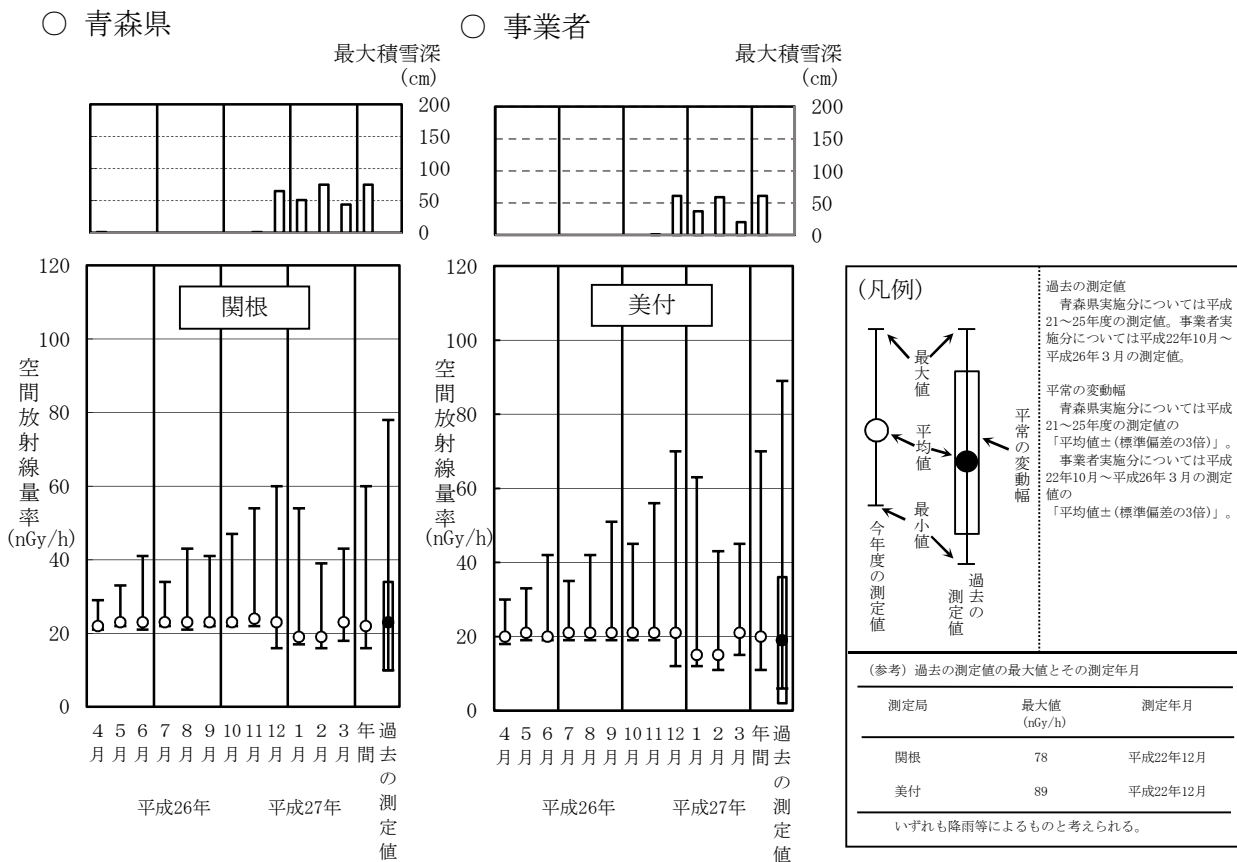 ○ 青森県
最大積雪深
(cm)
200
150
100
50
0
120
100
80
60
40
20
0
関根
空間放射線量率
(nGy/h)
4月 5月 6月 7月 8月 9月 10月 11月 12月 1月 2月 3月 年間 過去の測定値
平成26年 平成27年
○ 事業者
最大積雪深
(cm)
200
150
100
50
0
120
100
80
60
40
20
0
美付
空間放射線量率
(nGy/h)
4月 5月 6月 7月 8月 9月 10月 11月 12月 1月 2月 3月 年間 過去の測定値
平成26年 平成27年
(凡例)
最大値
平均値
最小値
今年度の測定値
過去の測定値
平常の変動幅
過去の測定値
青森県実施分については平成
21~25年度の測定値。事業者実
施分については平成22年10月~
平成26年3月の測定値。
平常の変動幅
青森県実施分については平成
21~25年度の測定値の
「平均値±(標準偏差の3倍)」。
事業者実施分については平成
22年10月~平成26年3月の測定
値の
「平均値±(標準偏差の3倍)」。
(参考) 過去の測定値の最大値とその測定年月
測定局 最大値 測定年月
(nGy/h)
関根 78 平成22年12月
美付 89 平成22年12月
いずれも降雨等によるものと考えられる。